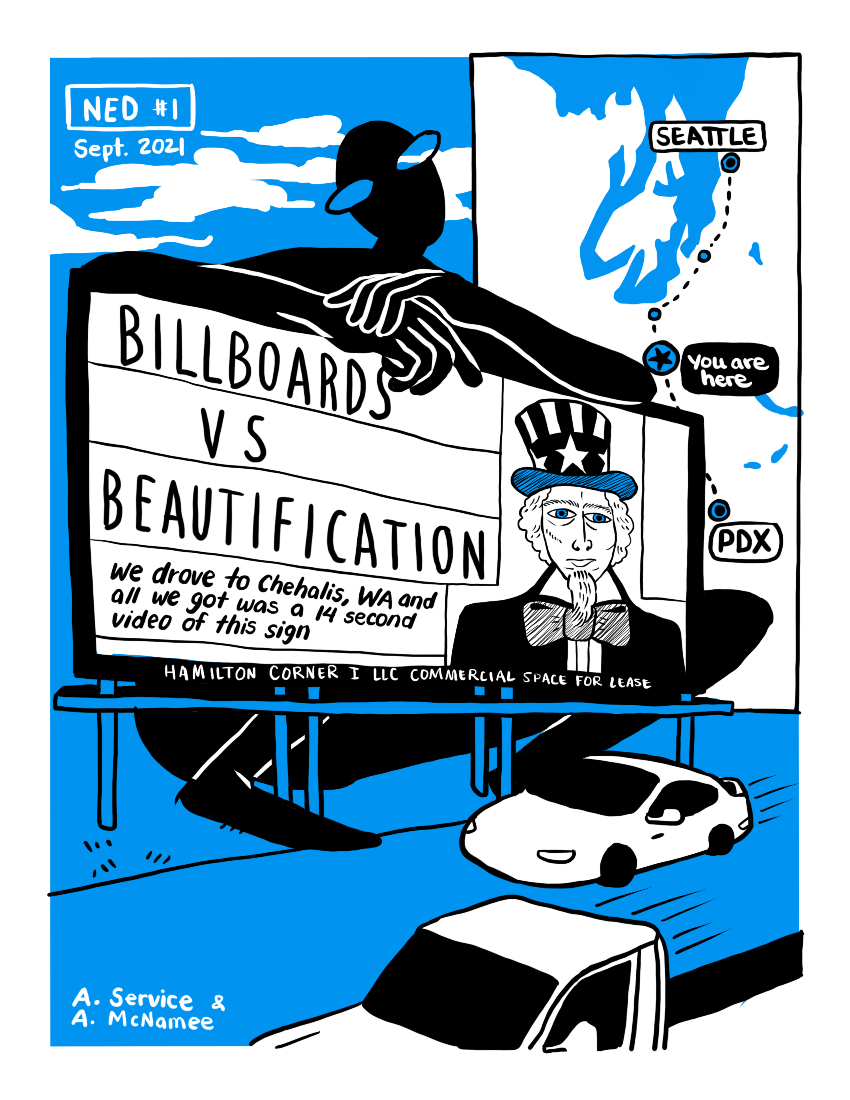 NED #1
Sept. 2021
SEATTLE
You are
here
PDX
BILLBOARDS
VS
BEAUTIFICATION
We drove to Chehalis, WA and
all we got was a 14 second
video of this sign
HAMILTON CORNER I LLC COMMERCIAL SPACE FOR LEASE
A. Service &
A. McNamee